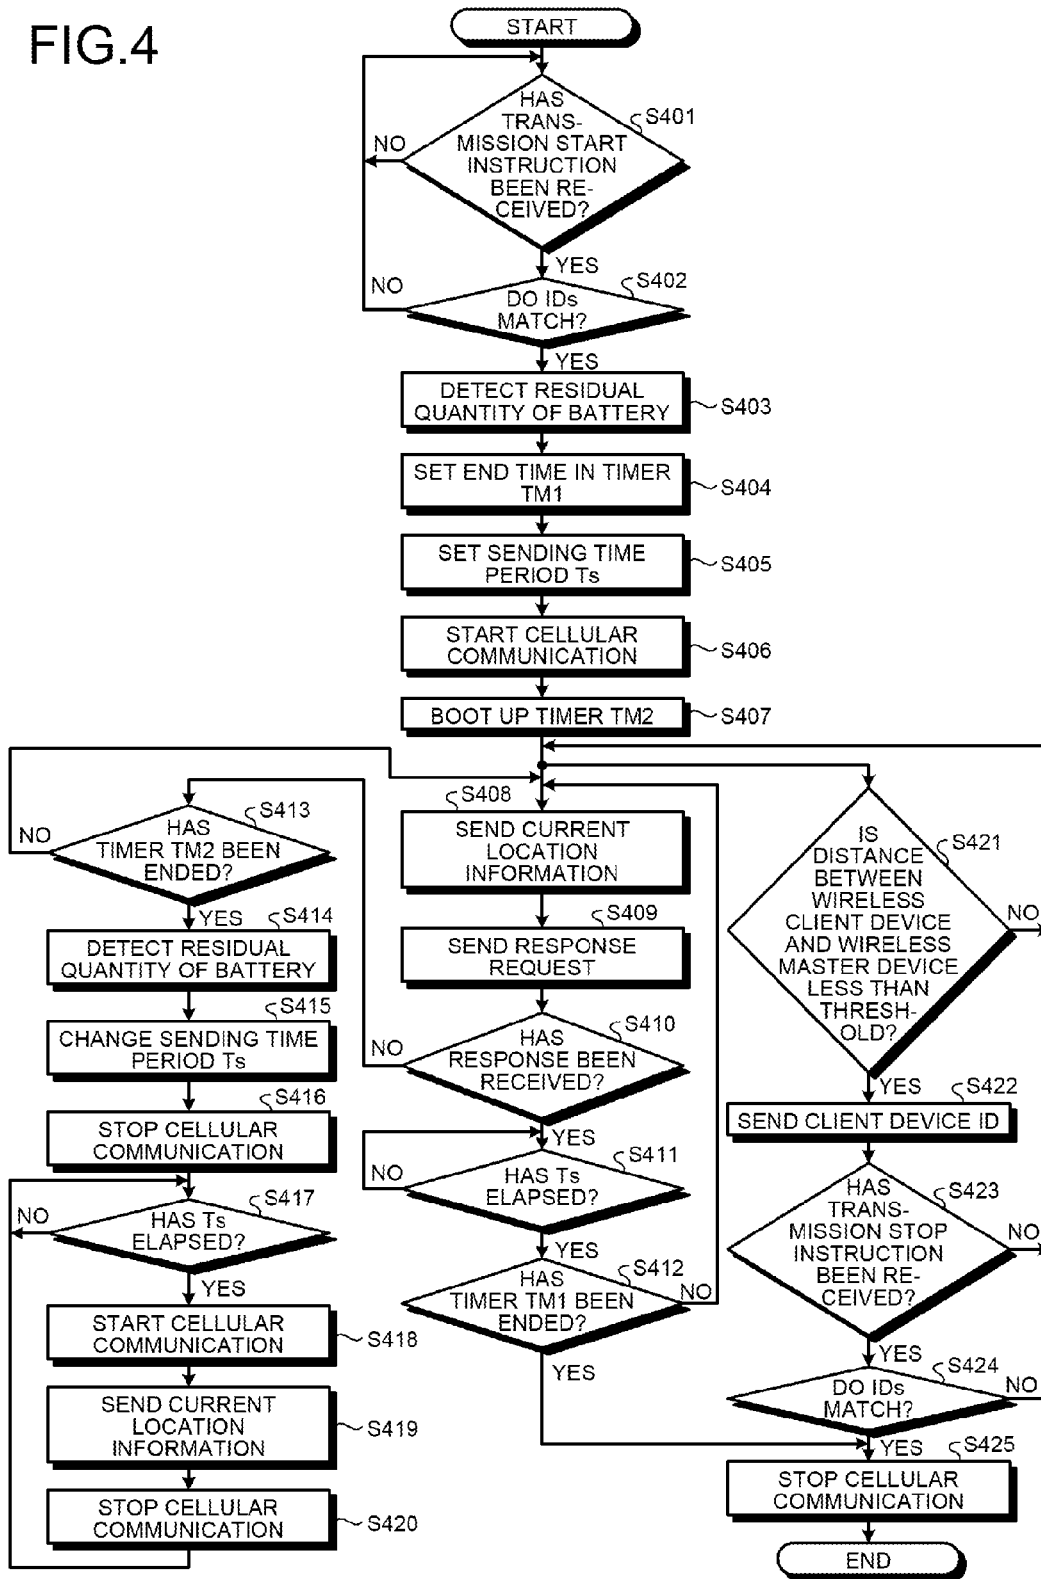 FIG.4
START
HAS
TRANS-
MISSION START
INSTRUCTION
BEEN RE-
CEIVED?
S401
NO
YES
DO IDs
MATCH?
S402
NO
YES
DETECT RESIDUAL
QUANTITY OF BATTERY
S403
SET END TIME IN TIMER
TM1
S404
SET SENDING TIME
PERIOD Ts
S405
START CELLULAR
COMMUNICATION
S406
BOOT UP TIMER TM2
S407
S408
SEND CURRENT
LOCATION
INFORMATION
S409
SEND RESPONSE
REQUEST
S410
HAS
RESPONSE BEEN
RECEIVED?
NO
YES
S411
HAS Ts
ELAPSED?
NO
YES
S412
HAS
TIMER TM1 BEEN
ENDED?
NO
YES
S413
HAS
TIMER TM2 BEEN
ENDED?
NO
YES
S414
DETECT RESIDUAL
QUANTITY OF BATTERY
S415
CHANGE SENDING TIME
PERIOD Ts
S416
STOP CELLULAR
COMMUNICATION
S417
HAS Ts
ELAPSED?
NO
YES
START CELLULAR
COMMUNICATION
S418
SEND CURRENT
LOCATION
INFORMATION
S419
STOP CELLULAR
COMMUNICATION
S420
IS
DISTANCE
BETWEEN
WIRELESS
CLIENT DEVICE
AND WIRELESS
MASTER DEVICE
LESS THAN
THRESH-
OLD?
S421
NO
YES
S422
SEND CLIENT DEVICE ID
S423
HAS
TRANS-
MISSION STOP
INSTRUCTION
BEEN RE-
CEIVED?
NO
YES
S424
DO IDs
MATCH?
NO
YES
S425
STOP CELLULAR
COMMUNICATION
END